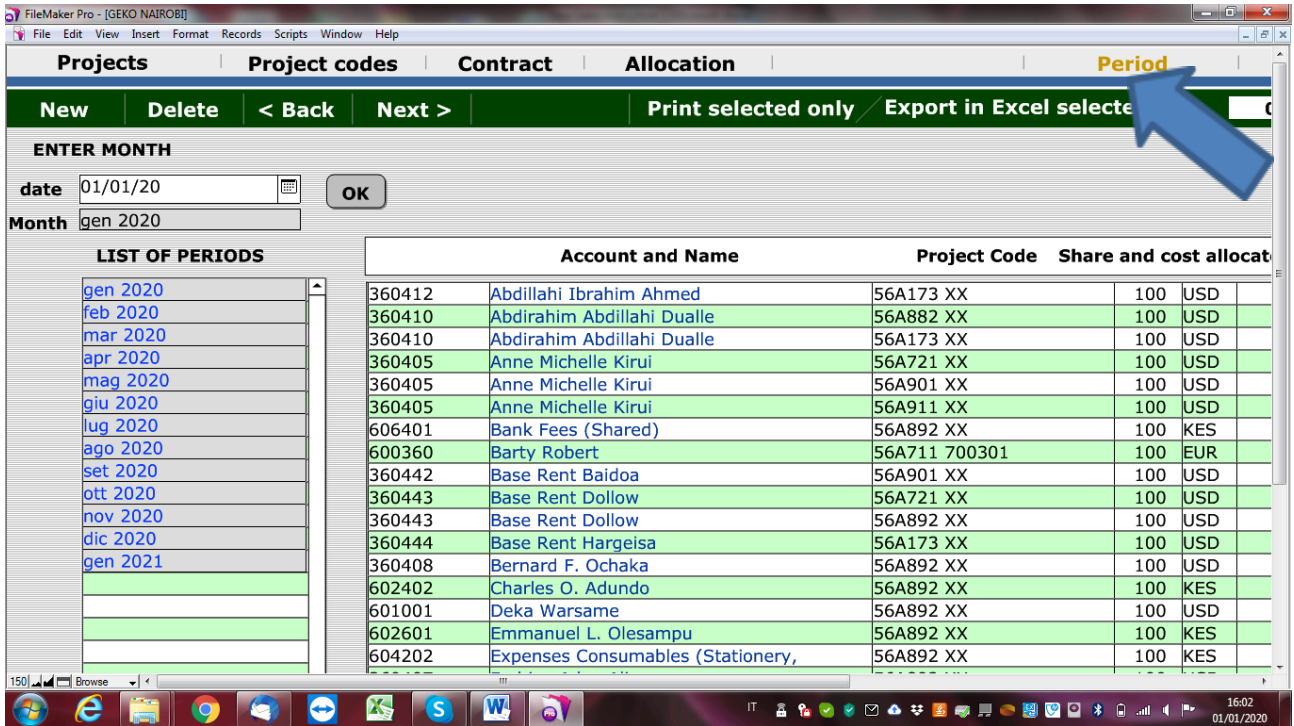 FileMaker Pro - [GEKO NAIROBI]
File Edit View Insert Format Records Scripts Window Help
Projects Project codes Contract Allocation Period
New Delete < Back Next > Print selected only Export in Excel selecte
ENTER MONTH
date 01/01/20 OK
Month gen 2020
LIST OF PERIODS Account and Name Project Code Share and cost allocat
gen 2020
feb 2020
mar 2020
apr 2020
mag 2020
giu 2020
lug 2020
ago 2020
set 2020
ott 2020
nov 2020
dic 2020
gen 2021
360412 Abdillahi Ibrahim Ahmed 56A173 XX 100 USD
360410 Abdirahim Abdillahi Dualle 56A882 XX 100 USD
360410 Abdirahim Abdillahi Dualle 56A173 XX 100 USD
360405 Anne Michelle Kirui 56A721 XX 100 USD
360405 Anne Michelle Kirui 56A901 XX 100 USD
360405 Anne Michelle Kirui 56A911 XX 100 USD
606401 Bank Fees (Shared) 56A892 XX 100 KES
600360 Barty Robert 56A711 700301 100 EUR
360442 Base Rent Baidoa 56A901 XX 100 USD
360443 Base Rent Dollow 56A721 XX 100 USD
360443 Base Rent Dollow 56A892 XX 100 USD
360444 Base Rent Hargeisa 56A173 XX 100 USD
360408 Bernard F. Ochaka 56A892 XX 100 USD
602402 Charles O. Adundo 56A892 XX 100 KES
601001 Deka Warsame 56A892 XX 100 USD
602601 Emmanuel L. Olesampu 56A892 XX 100 KES
604202 Expenses Consumables (Stationery, 56A892 XX 100 KES
150 Browse
IT 16:02
01/01/2020